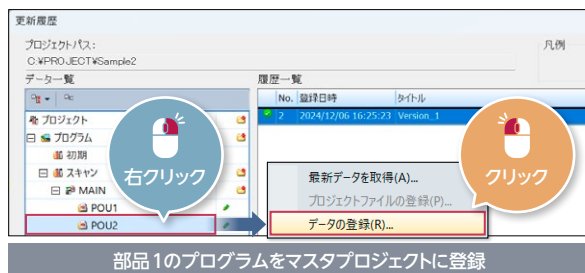 更新履歴
プロジェクトパス:
C:¥PROJECT¥Sample2
凡例
データ一覧
履歴一覧
No. 登録日時 タイトル
2 2024/12/06 16:25:23 Version_1
プロジェクト
プログラム
初期
スキャン
MAIN
POU1
POU2
右クリック
クリック
最新データを取得(A)...
プロジェクトファイルの登録(P)...
データの登録(R)...
部品1のプログラムをマスタプロジェクトに登録